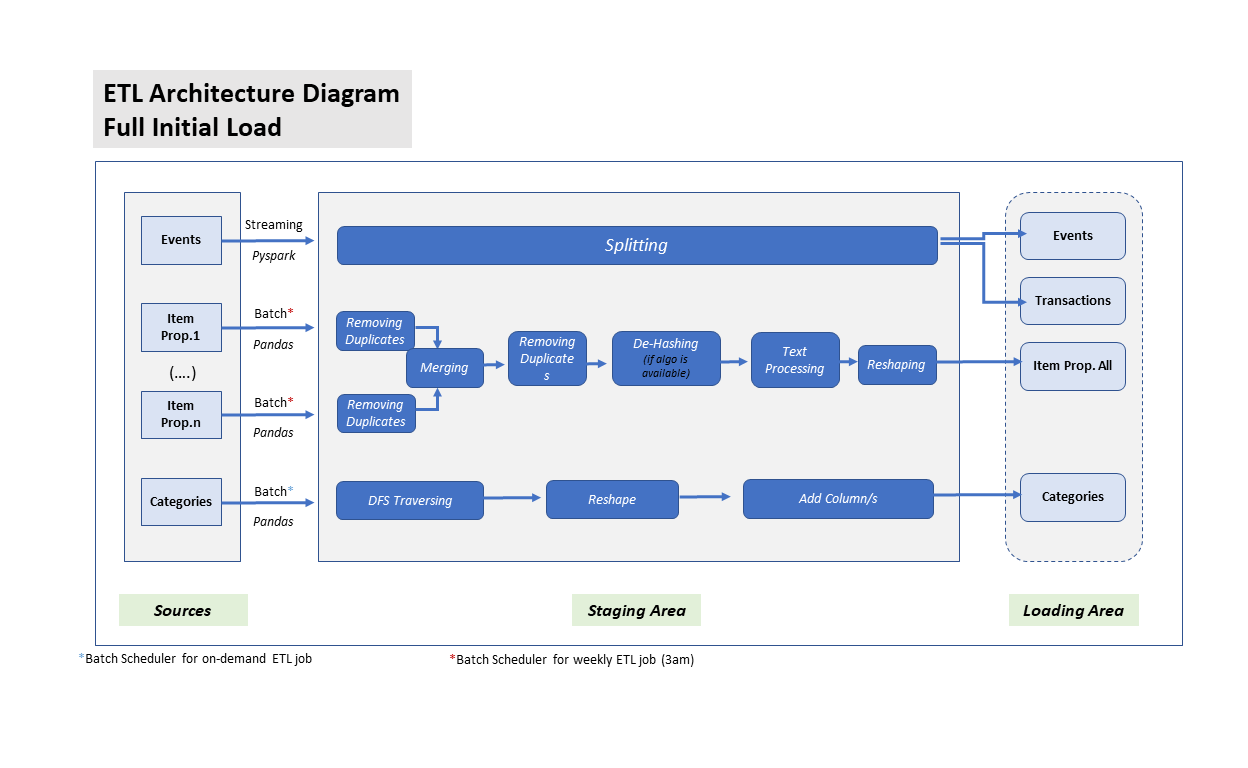 ETL Architecture Diagram
Full Initial Load
Events
Streaming
Pyspark
Splitting
Events
Transactions
Item
Prop.1
Batch*
Pandas
(....)
Item
Prop.n
Batch*
Pandas
Removing
Duplicates
Merging
Removing
Duplicates
Removing
Duplicate
s
De-Hashing
(if algo is
available)
Text
Processing
Reshaping
Item Prop. All
Categories
Batch*
Pandas
DFS Traversing
Reshape
Add Column/s
Categories
Sources
Staging Area
Loading Area
*Batch Scheduler for on-demand ETL job
*Batch Scheduler for weekly ETL job (3am)